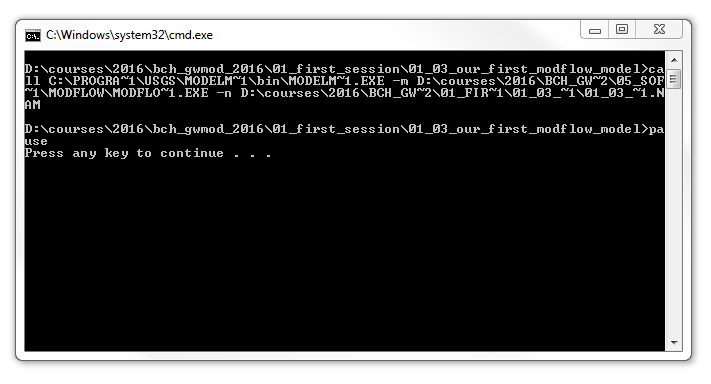 C:\Windows\system32\cmd.exe
D:\courses\2016\bch_gwmod_2016\01_first_session\01_03_our_first_modflow_model>ca
ll C:\PROGRA~1\USGS\MODELM~1\bin\MODELM~1.EXE -m D:\courses\2016\BCH_GW~2\05_SOF
~1\MODFLOW\MODFLO~1.EXE -n D:\courses\2016\BCH_GW~2\01_FIR~1\01_03_~1\01_03_~1.N
AM
D:\courses\2016\bch_gwmod_2016\01_first_session\01_03_our_first_modflow_model>pa
use
Press any key to continue . . .